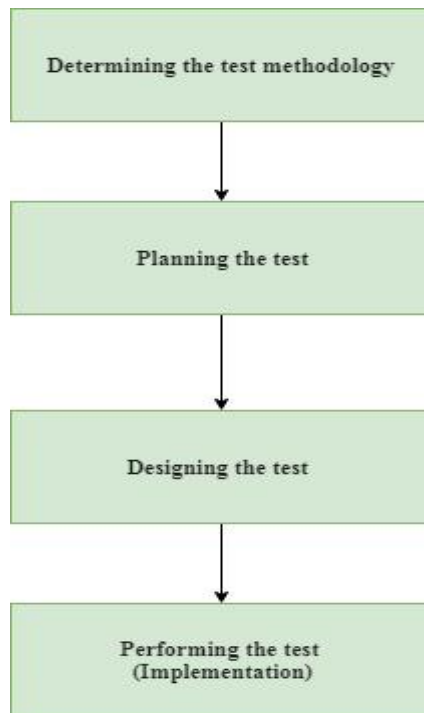 Determining the test methodology
Planning the test
Designing the test
Performing the test
(Implementation)